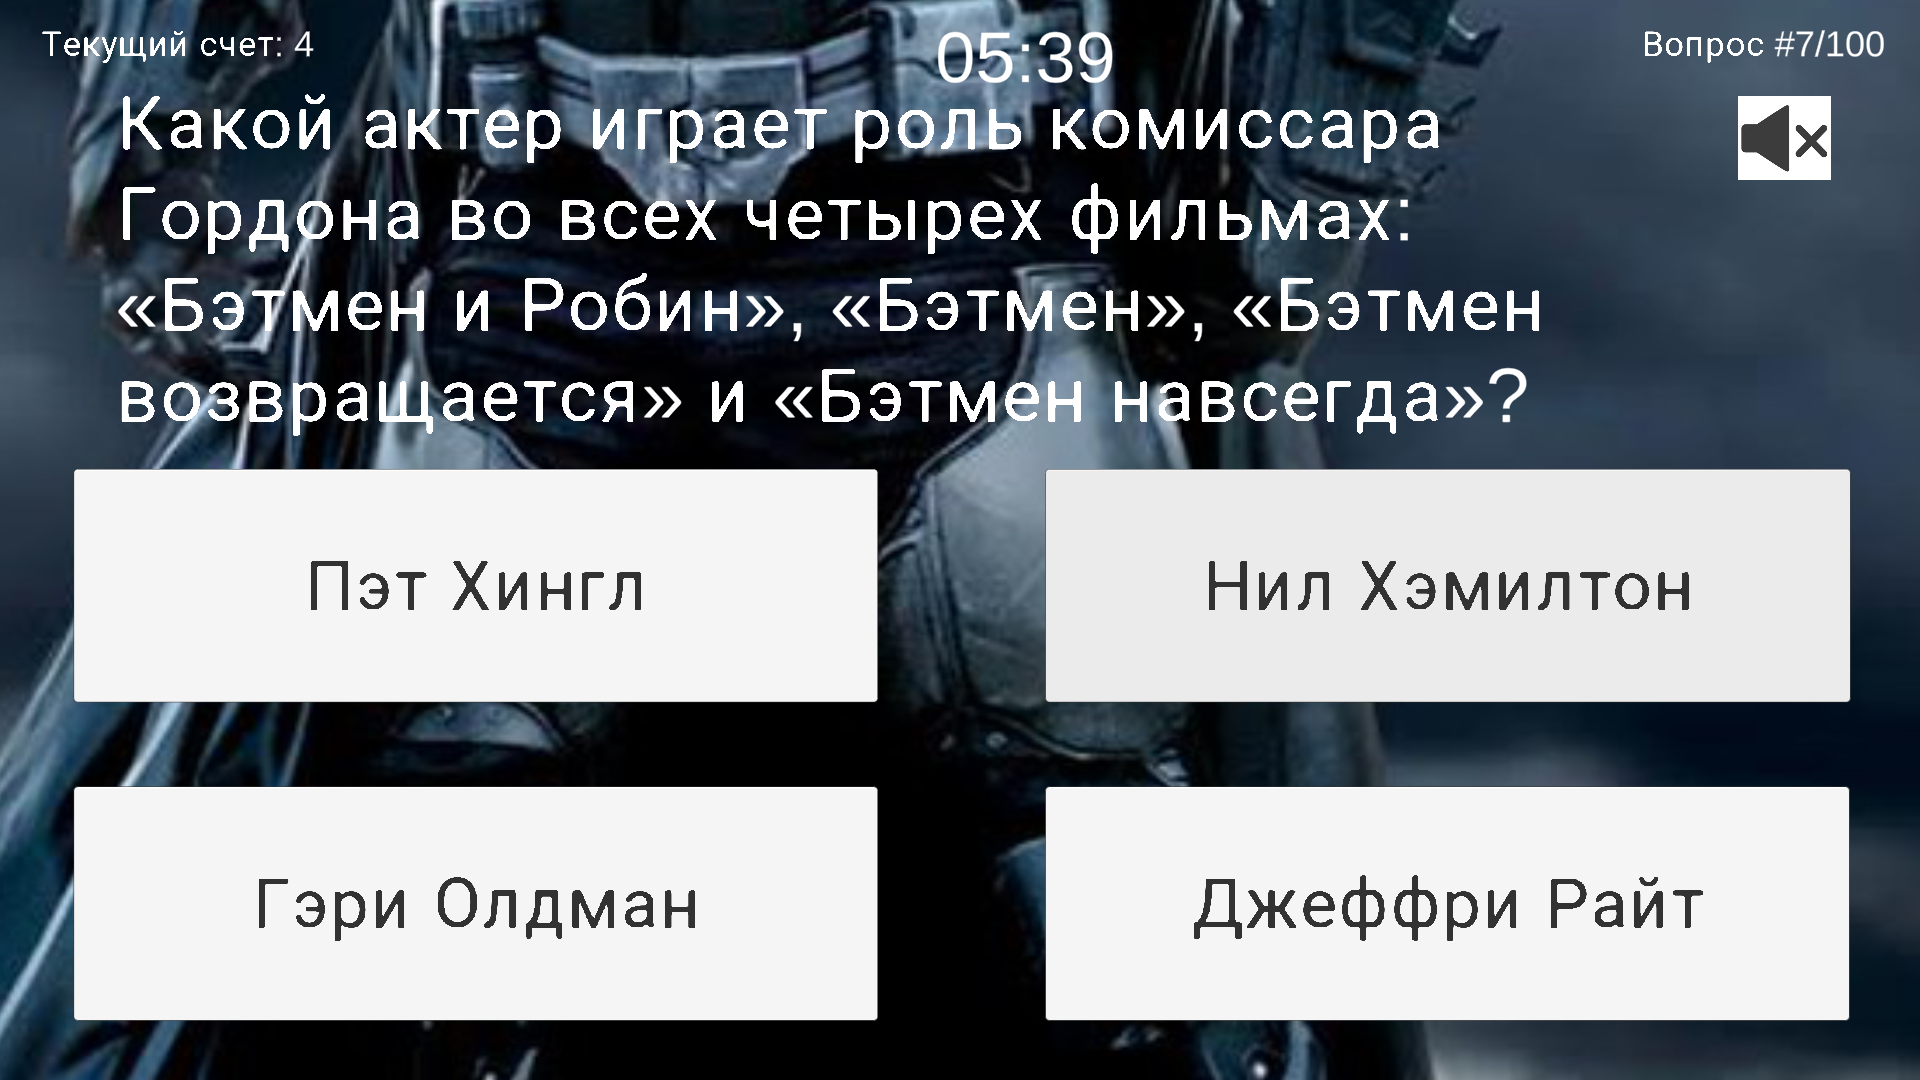 Текущий счет: 4
05:39
Вопрос #7/100
Какой актер играет роль комиссара
Гордона во всех четырех фильмах:
«Бэтмен и Робин», «Бэтмен», «Бэтмен
возвращается» и «Бэтмен навсегда»?
Пэт Хингл
Нил Хэмилтон
Гэри Олдман
Джеффри Райт